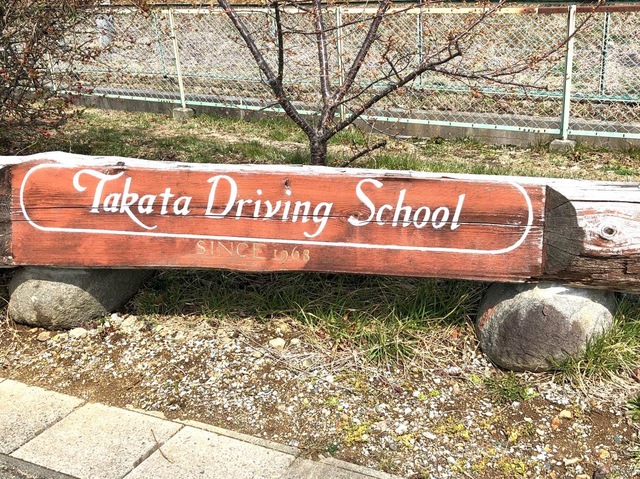 Takata Driving School
SINCE 1968